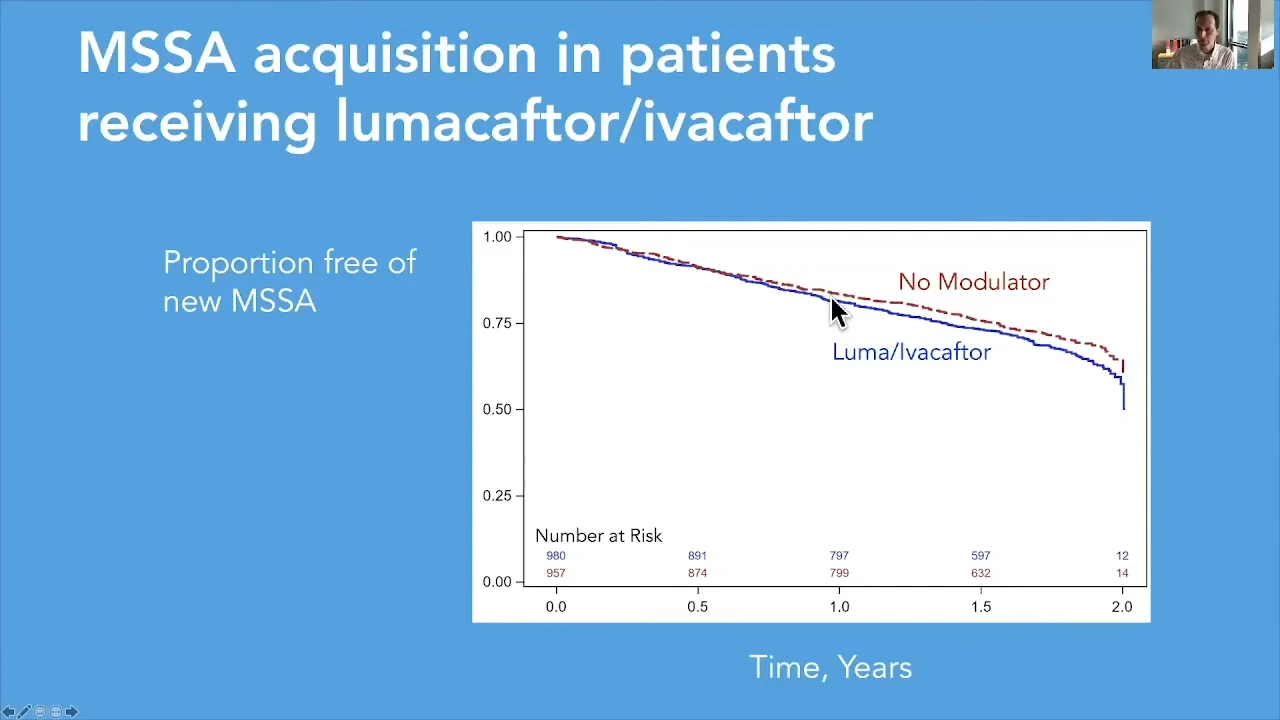 MSSA acquisition in patients
receiving lumacaftor/ivacaftor
Proportion free of
new MSSA
1.00
0.75
0.50
0.25
0.00
No Modulator
Luma/Ivacaftor
Number at Risk
980 891 797 597 12
957 874 799 632 14
0.0 0.5 1.0 1.5 2.0
Time, Years